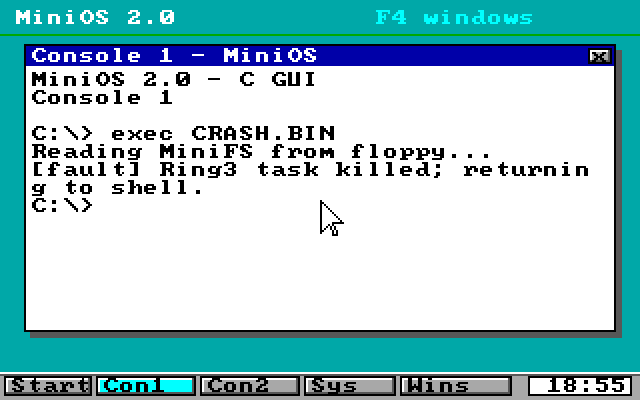 MiniOS 2.0 F4 windows
Console 1 - MiniOS
MiniOS 2.0 - C GUI
Console 1
C:\> exec CRASH.BIN
Reading MiniFS from floppy...
[fault] Ring3 task killed; returnin
g to shell.
C:\>
Start Con1 Con2 Sys Wins 18:55